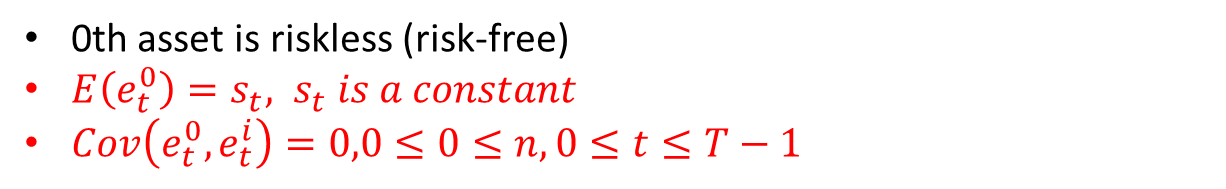 • 0th asset is riskless (risk-free)
• E(e_t^0) = s_t, s_t is a constant
• Cov(e_t^0, e_t^i) = 0,0 ≤ 0 ≤ n, 0 ≤ t ≤ T − 1